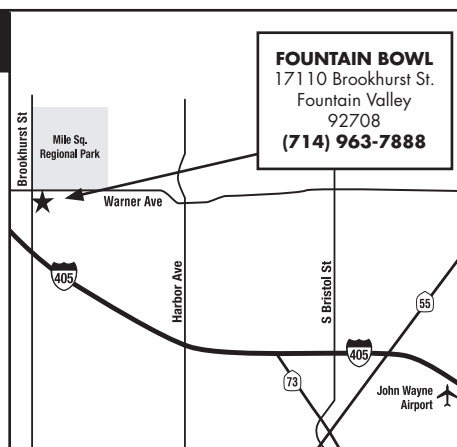 FOUNTAIN BOWL
17110 Brookhurst St.
Fountain Valley
92708
(714) 963-7888
Brookhurst St
Mile Sq.
Regional Park
Warner Ave
405
Harbor Ave
S Bristol St
55
405
73
John Wayne
Airport